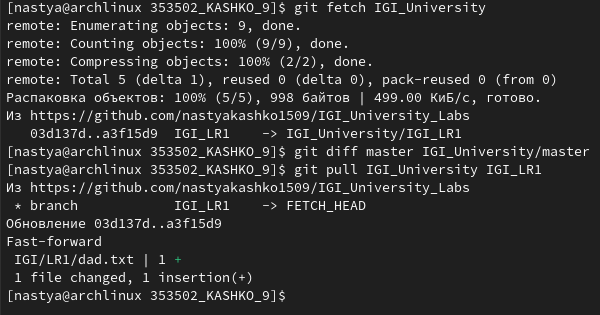 [nastya@archlinux 353502_KASHKO_9]$ git fetch IGI_University
remote: Enumerating objects: 9, done.
remote: Counting objects: 100% (9/9), done.
remote: Compressing objects: 100% (2/2), done.
remote: Total 5 (delta 1), reused 0 (delta 0), pack-reused 0 (from 0)
Распаковка объектов: 100% (5/5), 998 байтов | 499.00 КиБ/с, готово.
Из https://github.com/nastyakashko1509/IGI_University_Labs
   03d137d..a3f15d9  IGI_LR1    -> IGI_University/IGI_LR1
[nastya@archlinux 353502_KASHKO_9]$ git diff master IGI_University/master
[nastya@archlinux 353502_KASHKO_9]$ git pull IGI_University IGI_LR1
Из https://github.com/nastyakashko1509/IGI_University_Labs
 * branch            IGI_LR1    -> FETCH_HEAD
Обновление 03d137d..a3f15d9
Fast-forward
 IGI/LR1/dad.txt | 1 +
 1 file changed, 1 insertion(+)
[nastya@archlinux 353502_KASHKO_9]$